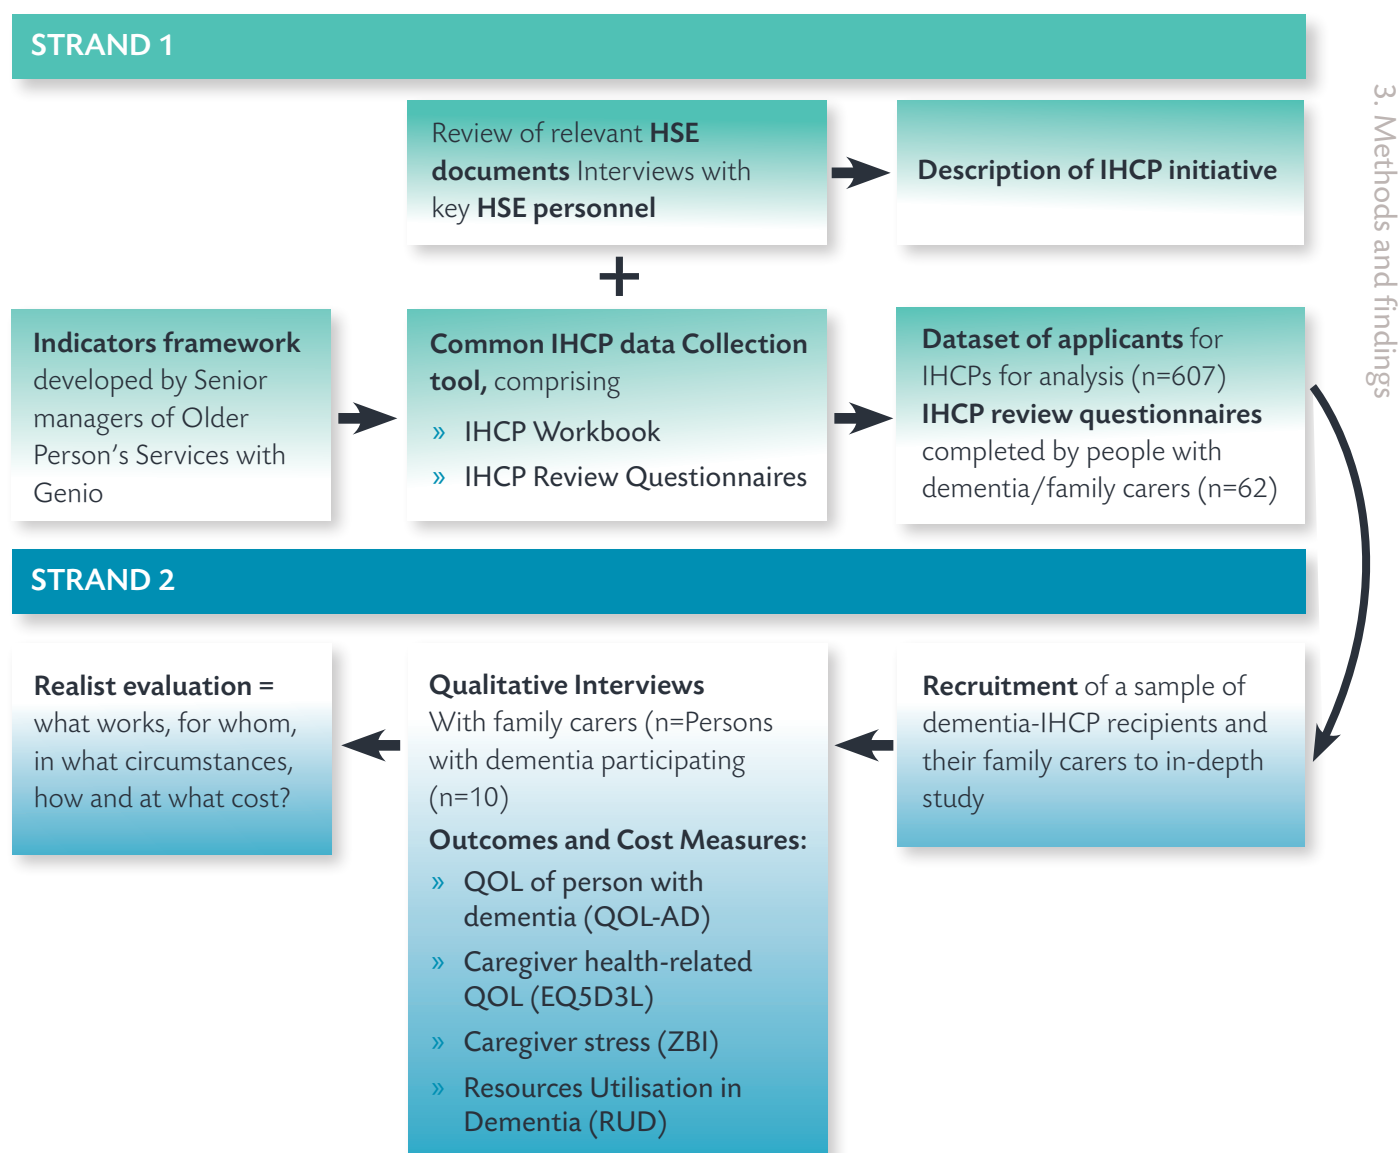 STRAND 1
Review of relevant HSE
documents Interviews with
key HSE personnel
Description of IHCP initiative
+
Indicators framework
developed by Senior
managers of Older
Person's Services with
Genio
Common IHCP data Collection
tool, comprising
» IHCP Workbook
» IHCP Review Questionnaires
Dataset of applicants for
IHCPs for analysis (n=607)
IHCP review questionnaires
completed by people with
dementia/family carers (n=62)
STRAND 2
Realist evaluation =
what works, for whom,
in what circumstances,
how and at what cost?
Qualitative Interviews
With family carers (n=Persons
with dementia participating
(n=10)
Outcomes and Cost Measures:
» QOL of person with
dementia (QOL-AD)
» Caregiver health-related
QOL (EQ5D3L)
» Caregiver stress (ZBI)
» Resources Utilisation in
Dementia (RUD)
Recruitment of a sample of
dementia-IHCP recipients and
their family carers to in-depth
study
3. Methods and findings